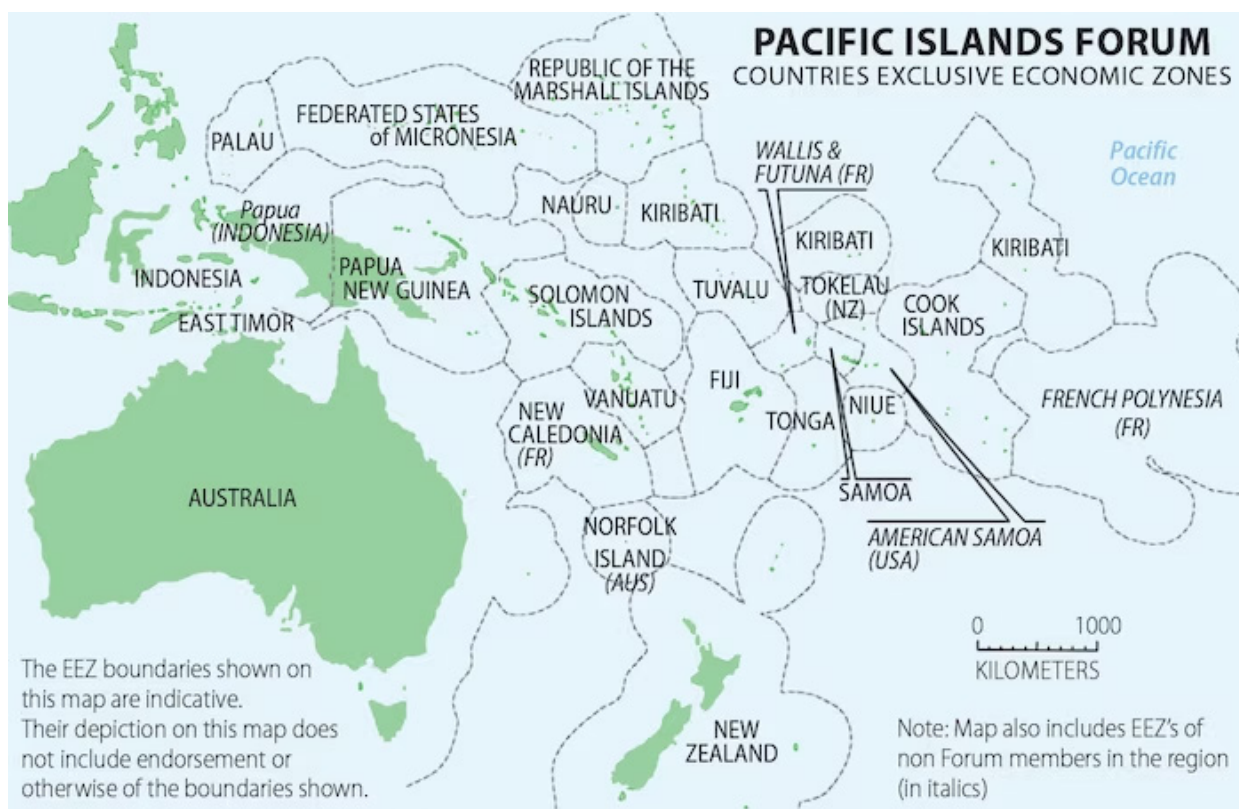 PACIFIC ISLANDS FORUM
COUNTRIES EXCLUSIVE ECONOMIC ZONES
REPUBLIC OF THE
MARSHALL ISLANDS
FEDERATED STATES
of MICRONESIA
PALAU
WALLIS &
FUTUNA (FR)
Pacific
Ocean
Papua
(INDONESIA)
NAURU
KIRIBATI
KIRIBATI
KIRIBATI
INDONESIA
PAPUA
NEW GUINEA
SOLOMON
ISLANDS
TUVALU
TOKELAU
(NZ)
COOK
ISLANDS
EAST TIMOR
FIJI
VANUATU
NEW
CALEDONIA
(FR)
TONGA
NIUE
FRENCH POLYNESIA
(FR)
AUSTRALIA
SAMOA
NORFOLK
ISLAND
(AUS)
AMERICAN SAMOA
(USA)
0 1000
KILOMETERS
The EEZ boundaries shown on
this map are indicative.
Their depiction on this map does
not include endorsement or
otherwise of the boundaries shown.
NEW
ZEALAND
Note: Map also includes EEZ's of
non Forum members in the region
(in italics)